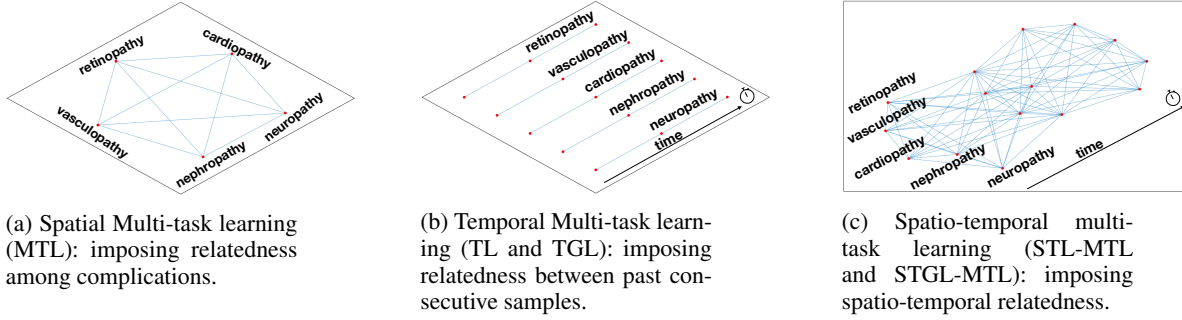 retinopathy
cardiopathy
vasculopathy
neuropathy
nephropathy
(a) Spatial Multi-task learning
(MTL): imposing relatedness
among complications.
retinopathy
vasculopathy
cardiopathy
nephropathy
neuropathy
time
(b) Temporal Multi-task learn-
ing (TL and TGL): imposing
relatedness between past con-
secutive samples.
retinopathy
vasculopathy
cardiopathy
nephropathy
neuropathy
time
(c) Spatio-temporal multi-
task learning (STL-MTL
and STGL-MTL): imposing
spatio-temporal relatedness.